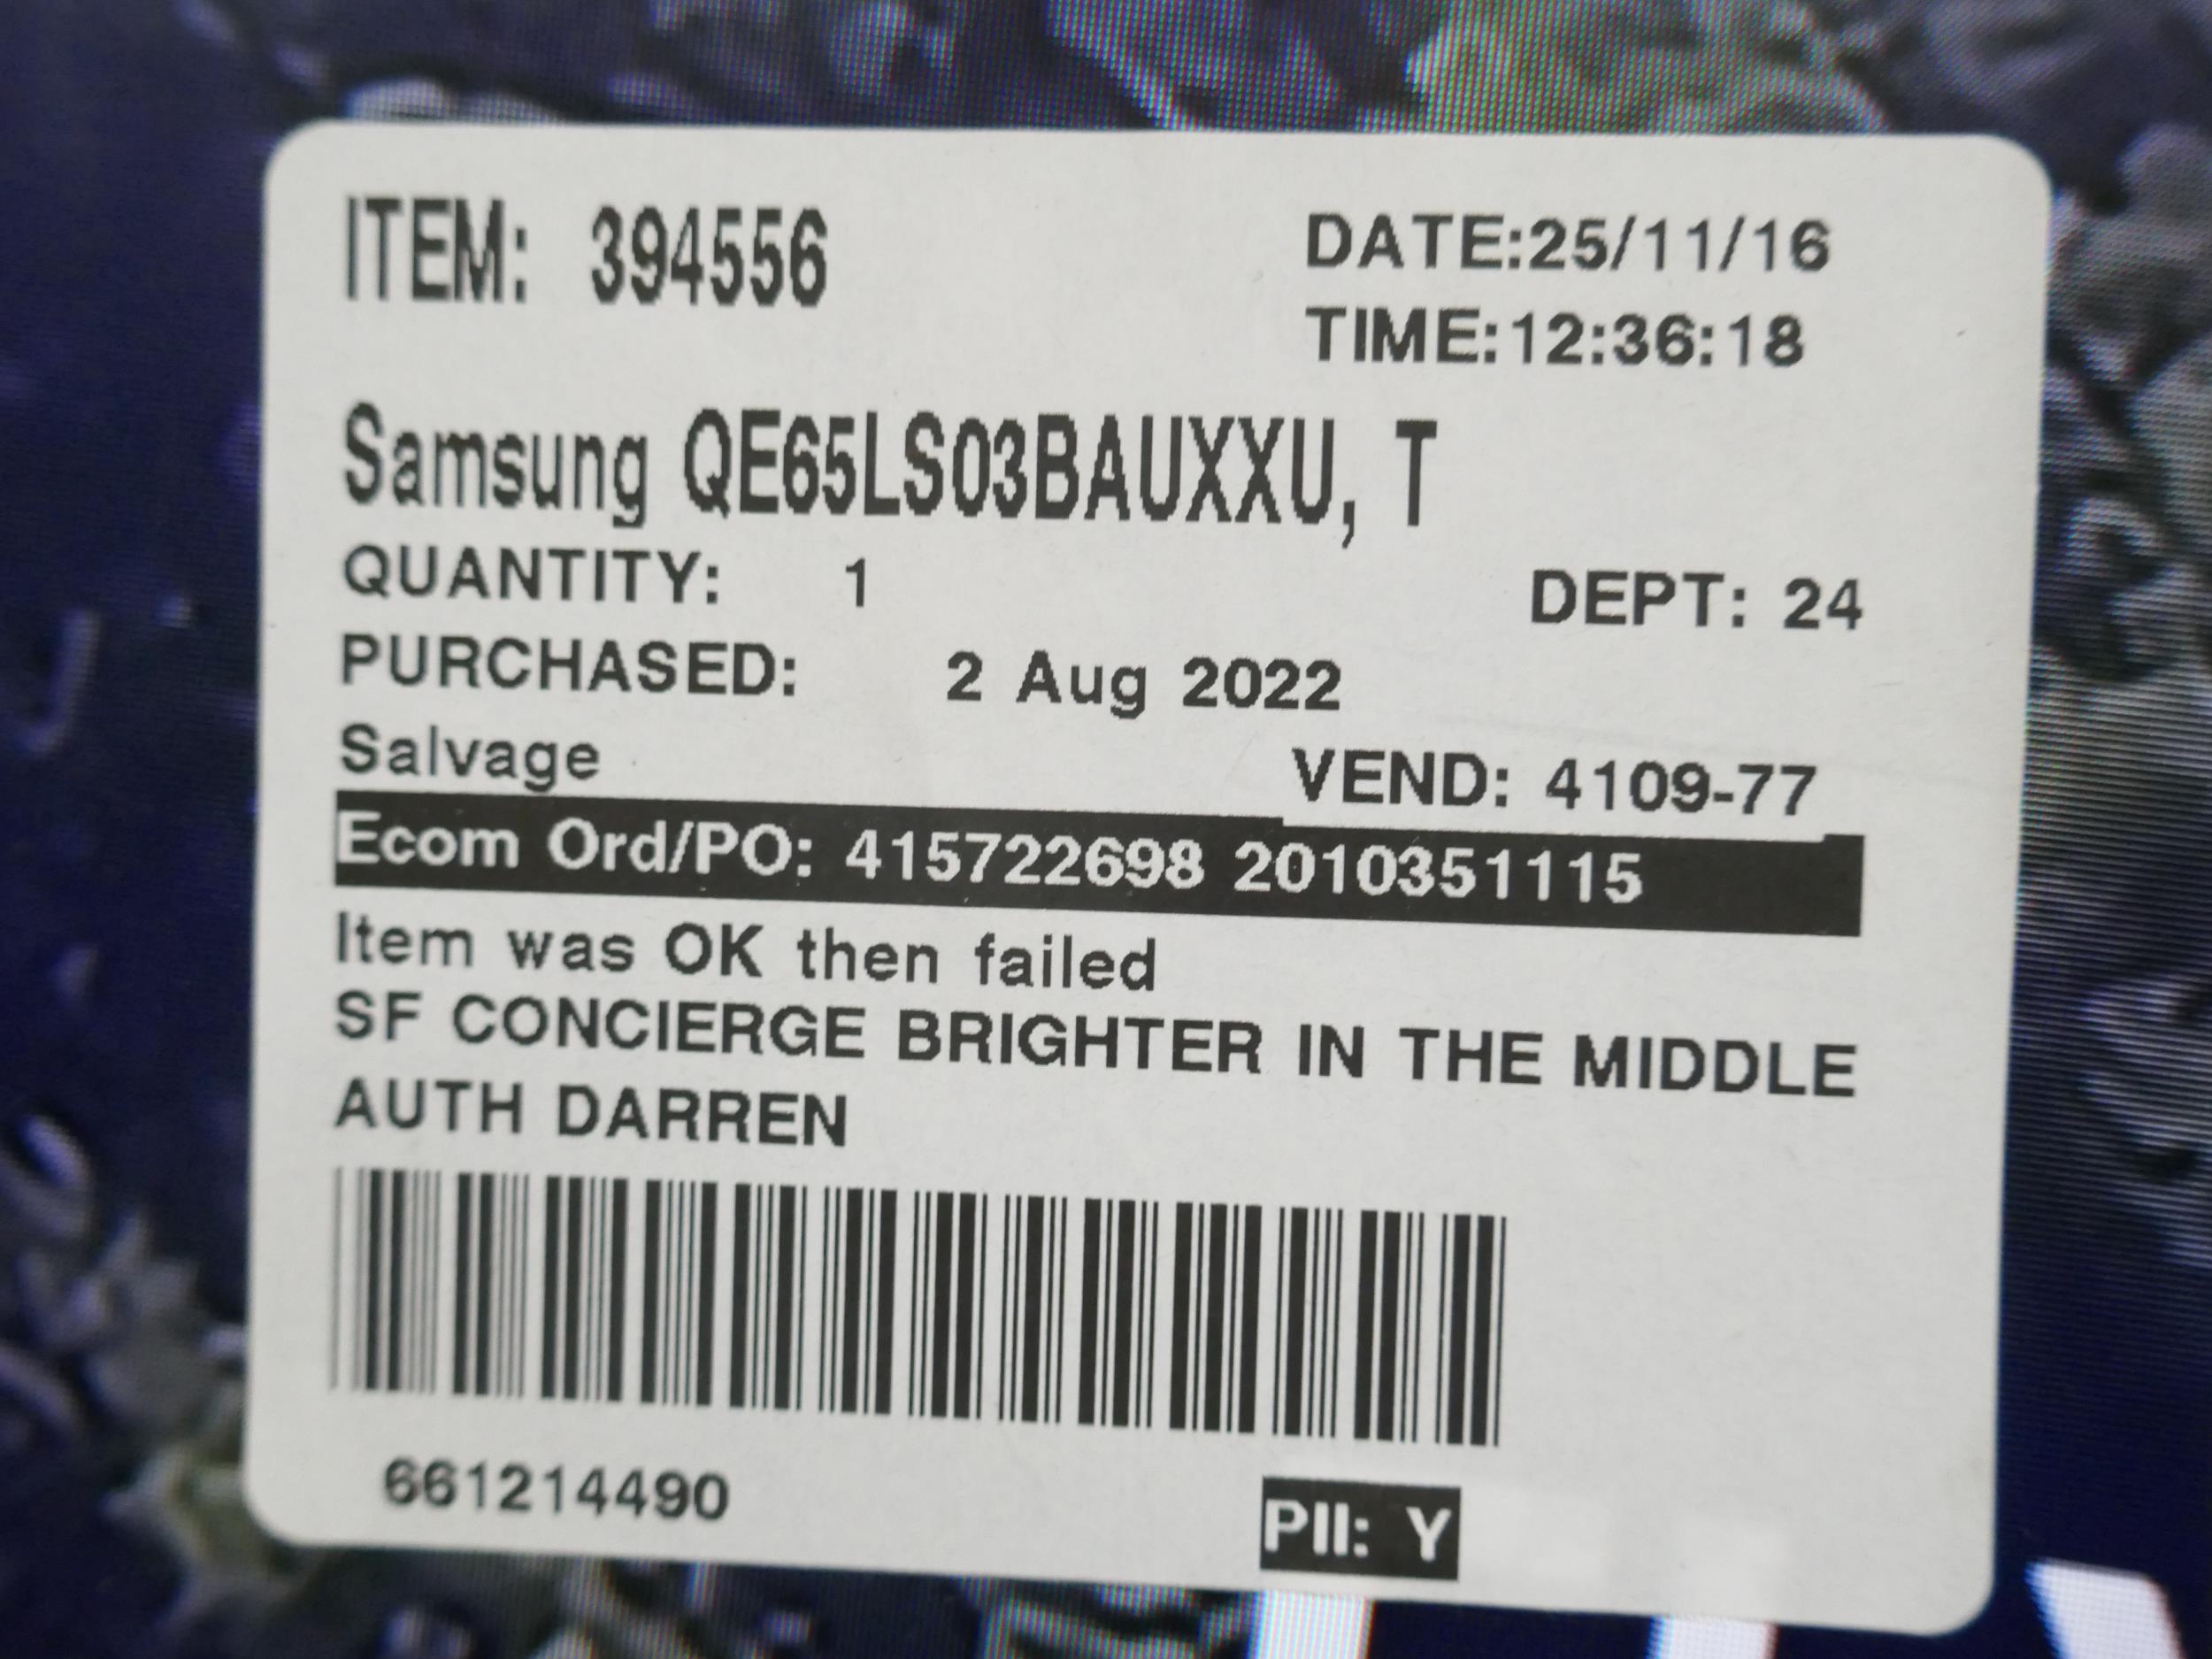 ITEM: 394556
DATE:25/11/16
TIME:12:36:18
Samsung QE65LS03BAUXXU, T
QUANTITY: 1
DEPT: 24
PURCHASED: 2 Aug 2022
Salvage
VEND: 4109-77
Ecom Ord/PO: 415722698 2010351115
Item was OK then failed
SF CONCIERGE BRIGHTER IN THE MIDDLE
AUTH DARREN
661214490
PII: Y